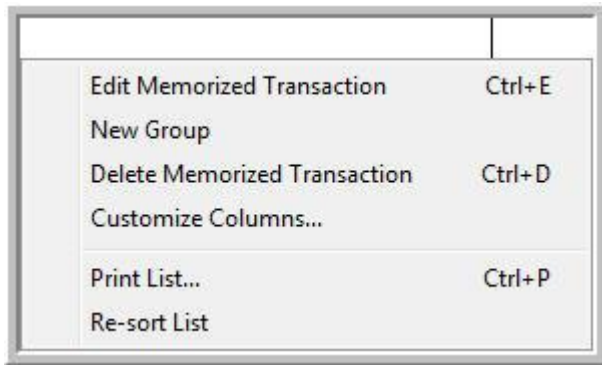 Edit Memorized Transaction Ctrl+E
New Group
Delete Memorized Transaction Ctrl+D
Customize Columns...
Print List... Ctrl+P
Re-sort List